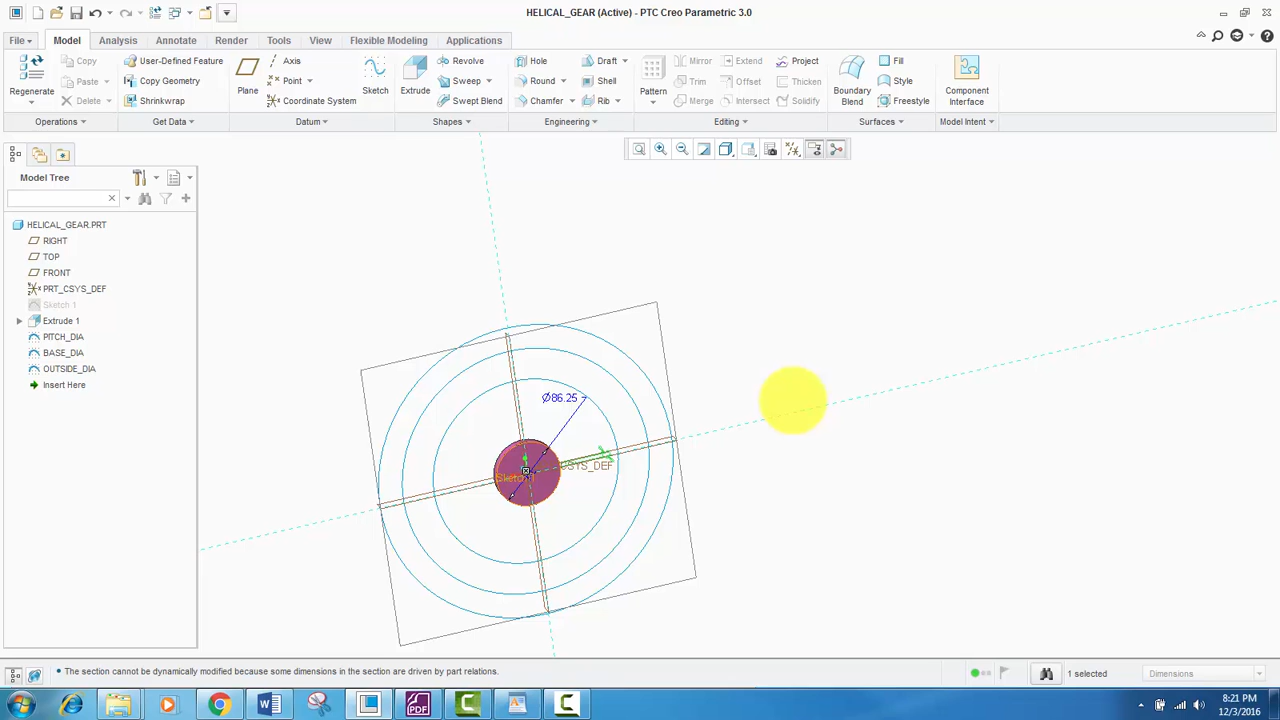 HELICAL_GEAR (Active) - PTC Creo Parametric 3.0
File Model Analysis Annotate Render Tools View Flexible Modeling Applications
Regenerate
Copy
Paste
Delete
User-Defined Feature
Copy Geometry
Shrinkwrap
Plane
Axis
Point
Coordinate System
Sketch
Extrude
Revolve
Sweep
Swept Blend
Hole
Round
Chamfer
Draft
Shell
Rib
Pattern
Mirror
Trim
Merge
Extend
Offset
Intersect
Project
Thicken
Solidify
Boundary
Blend
Fill
Style
Freestyle
Component
Interface
Operations Get Data Datum Shapes Engineering Editing Surfaces Model Intent
Model Tree
HELICAL_GEAR.PRT
RIGHT
TOP
FRONT
PRT_CSYS_DEF
Sketch 1
Extrude 1
PITCH_DIA
BASE_DIA
OUTSIDE_DIA
Insert Here
Ø86.25
CSYS_DEF
Sketch 1
The section cannot be dynamically modified because some dimensions in the section are driven by part relations.
1 selected
Dimensions
PDF
8:21 PM
12/3/2016